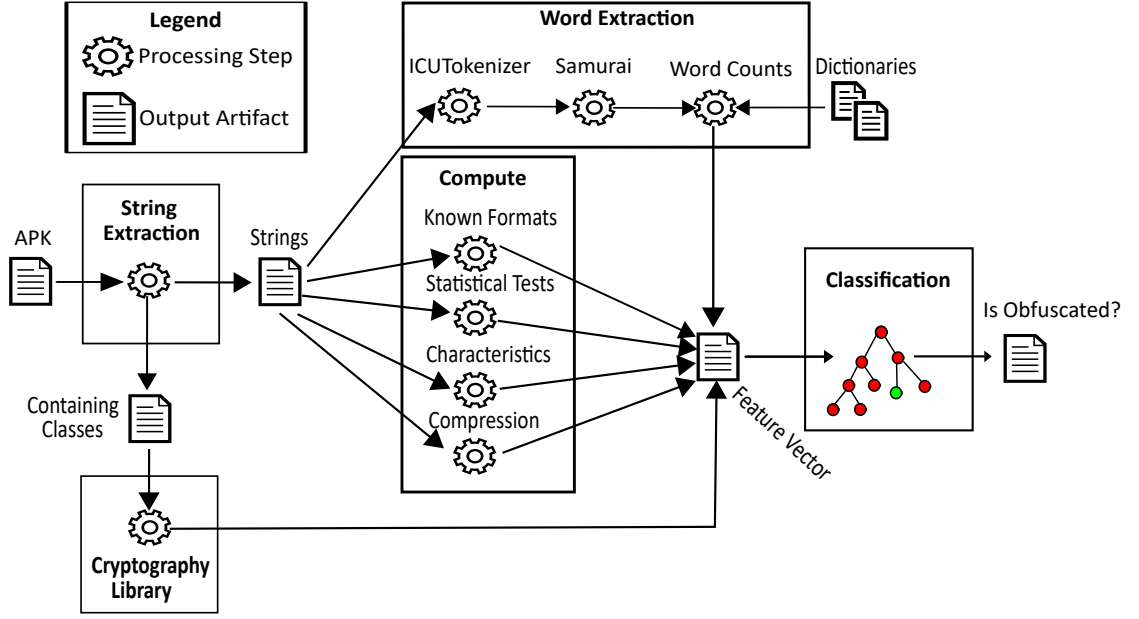 Legend
Processing Step
Output Artifact
Word Extraction
ICUTokenizer
Samurai
Word Counts
Dictionaries
Compute
Known Formats
Statistical Tests
Characteristics
Compression
String
Extraction
APK
Strings
Containing
Classes
Cryptography
Library
Feature Vector
Classification
Is Obfuscated?